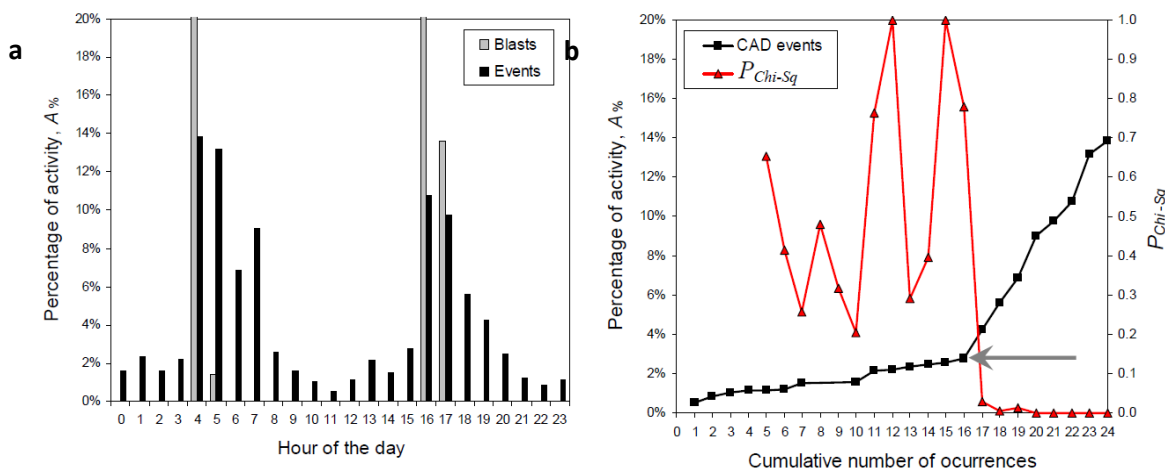 a
Percentage of activity, A %
20%
18%
16%
14%
12%
10%
8%
6%
4%
2%
0%
Blasts
Events
0 1 2 3 4 5 6 7 8 9 10 11 12 13 14 15 16 17 18 19 20 21 22 23
Hour of the day
b
Percentage of activity, A %
20%
18%
16%
14%
12%
10%
8%
6%
4%
2%
0%
CAD events
P Chi-Sq
1.0
0.9
0.8
0.7
0.6
0.5
0.4
0.3
0.2
0.1
0.0
P Chi-Sq
0 1 2 3 4 5 6 7 8 9 10 11 12 13 14 15 16 17 18 19 20 21 22 23 24
Cumulative number of ocurrences